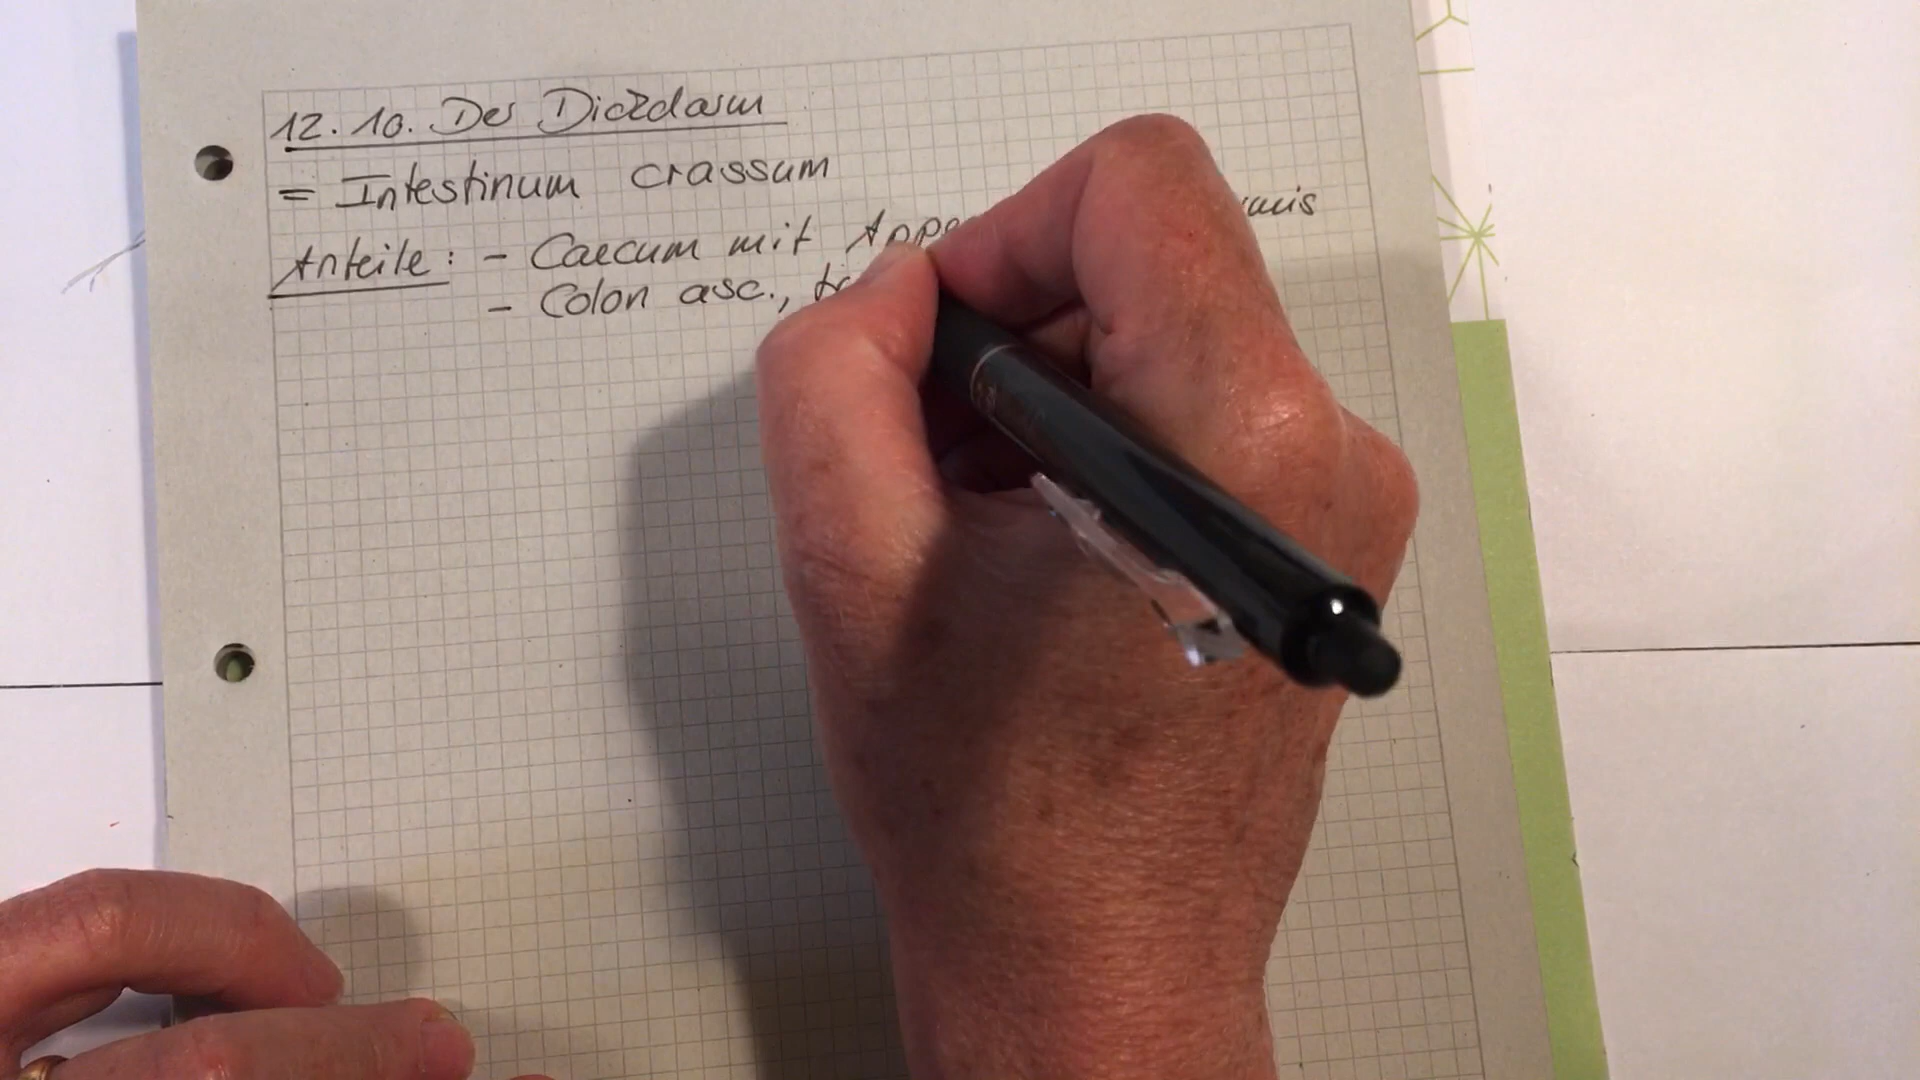 12.10. Der Dickdarm
= Intestinum crassum
Anteile: - Caecum mit
- Colon asc.,